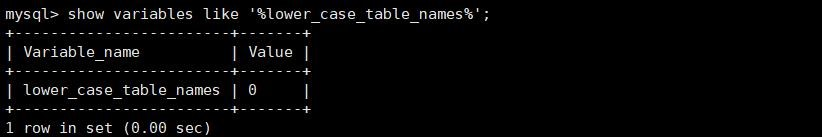 mysql> show variables like '%lower_case_table_names%';
+------------------------+-------+
| Variable_name          | Value |
+------------------------+-------+
| lower_case_table_names | 0     |
+------------------------+-------+
1 row in set (0.00 sec)